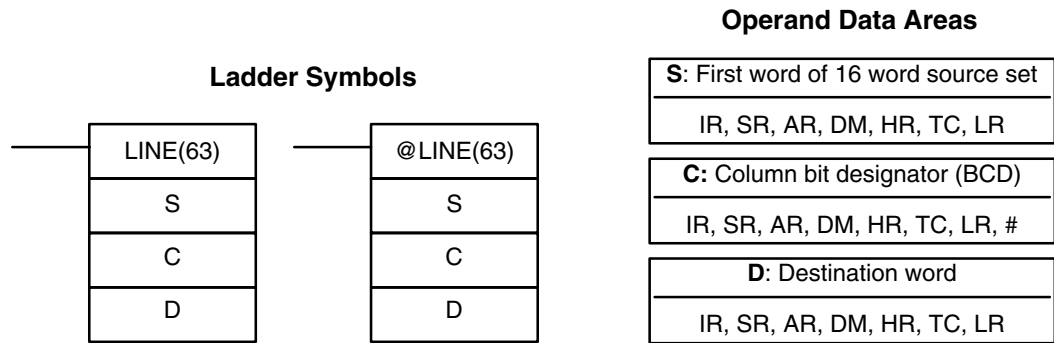 Operand Data Areas
Ladder Symbols
LINE(63)
S
C
D
@LINE(63)
S
C
D
S: First word of 16 word source set
IR, SR, AR, DM, HR, TC, LR
C: Column bit designator (BCD)
IR, SR, AR, DM, HR, TC, LR, #
D: Destination word
IR, SR, AR, DM, HR, TC, LR